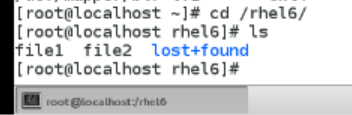 [root@localhost ~]# cd /rhel6/
[root@localhost rhel6]# ls
file1  file2  lost+found
[root@localhost rhel6]#
root@localhost:/rhel6